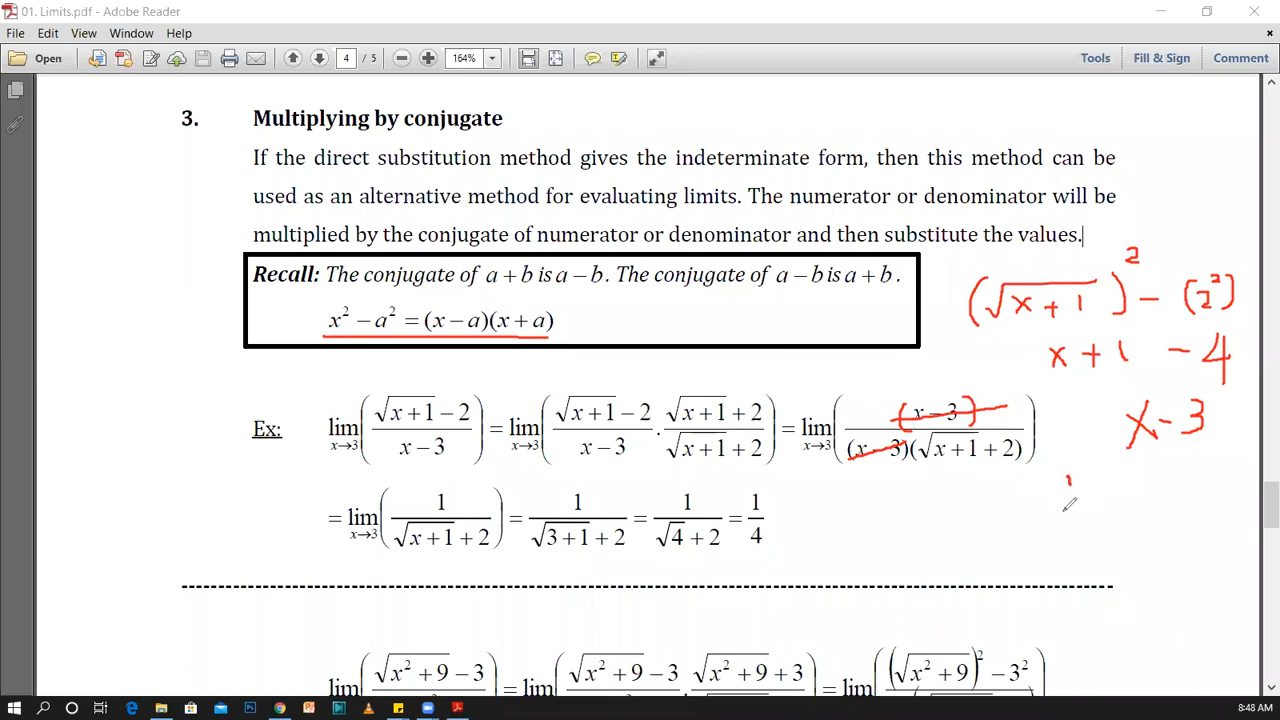 01. Limits.pdf - Adobe Reader
File Edit View Window Help
Open 4 / 5 164% Tools Fill & Sign Comment
3. Multiplying by conjugate
If the direct substitution method gives the indeterminate form, then this method can be
used as an alternative method for evaluating limits. The numerator or denominator will be
multiplied by the conjugate of numerator or denominator and then substitute the values.
Recall: The conjugate of a + b is a − b. The conjugate of a − b is a + b.
x² − a² = (x − a)(x + a)
(√x + 1)² − (2²)
x + 1 − 4
x − 3
Ex: lim x→3 ((√(x+1) − 2)/(x − 3)) = lim x→3 ((√(x+1) − 2)/(x − 3) . (√(x+1) + 2)/(√(x+1) + 2)) = lim x→3 ((x − 3)/((x − 3)(√(x+1) + 2)))
= lim x→3 (1/(√(x+1) + 2)) = 1/(√(3+1) + 2) = 1/(√4 + 2) = 1/4
lim ((√(x² + 9) − 3)/ = lim ((√(x² + 9) − 3)/ . (√(x² + 9) + 3)/ = lim (((√(x² + 9))² − 3²)/
8:48 AM